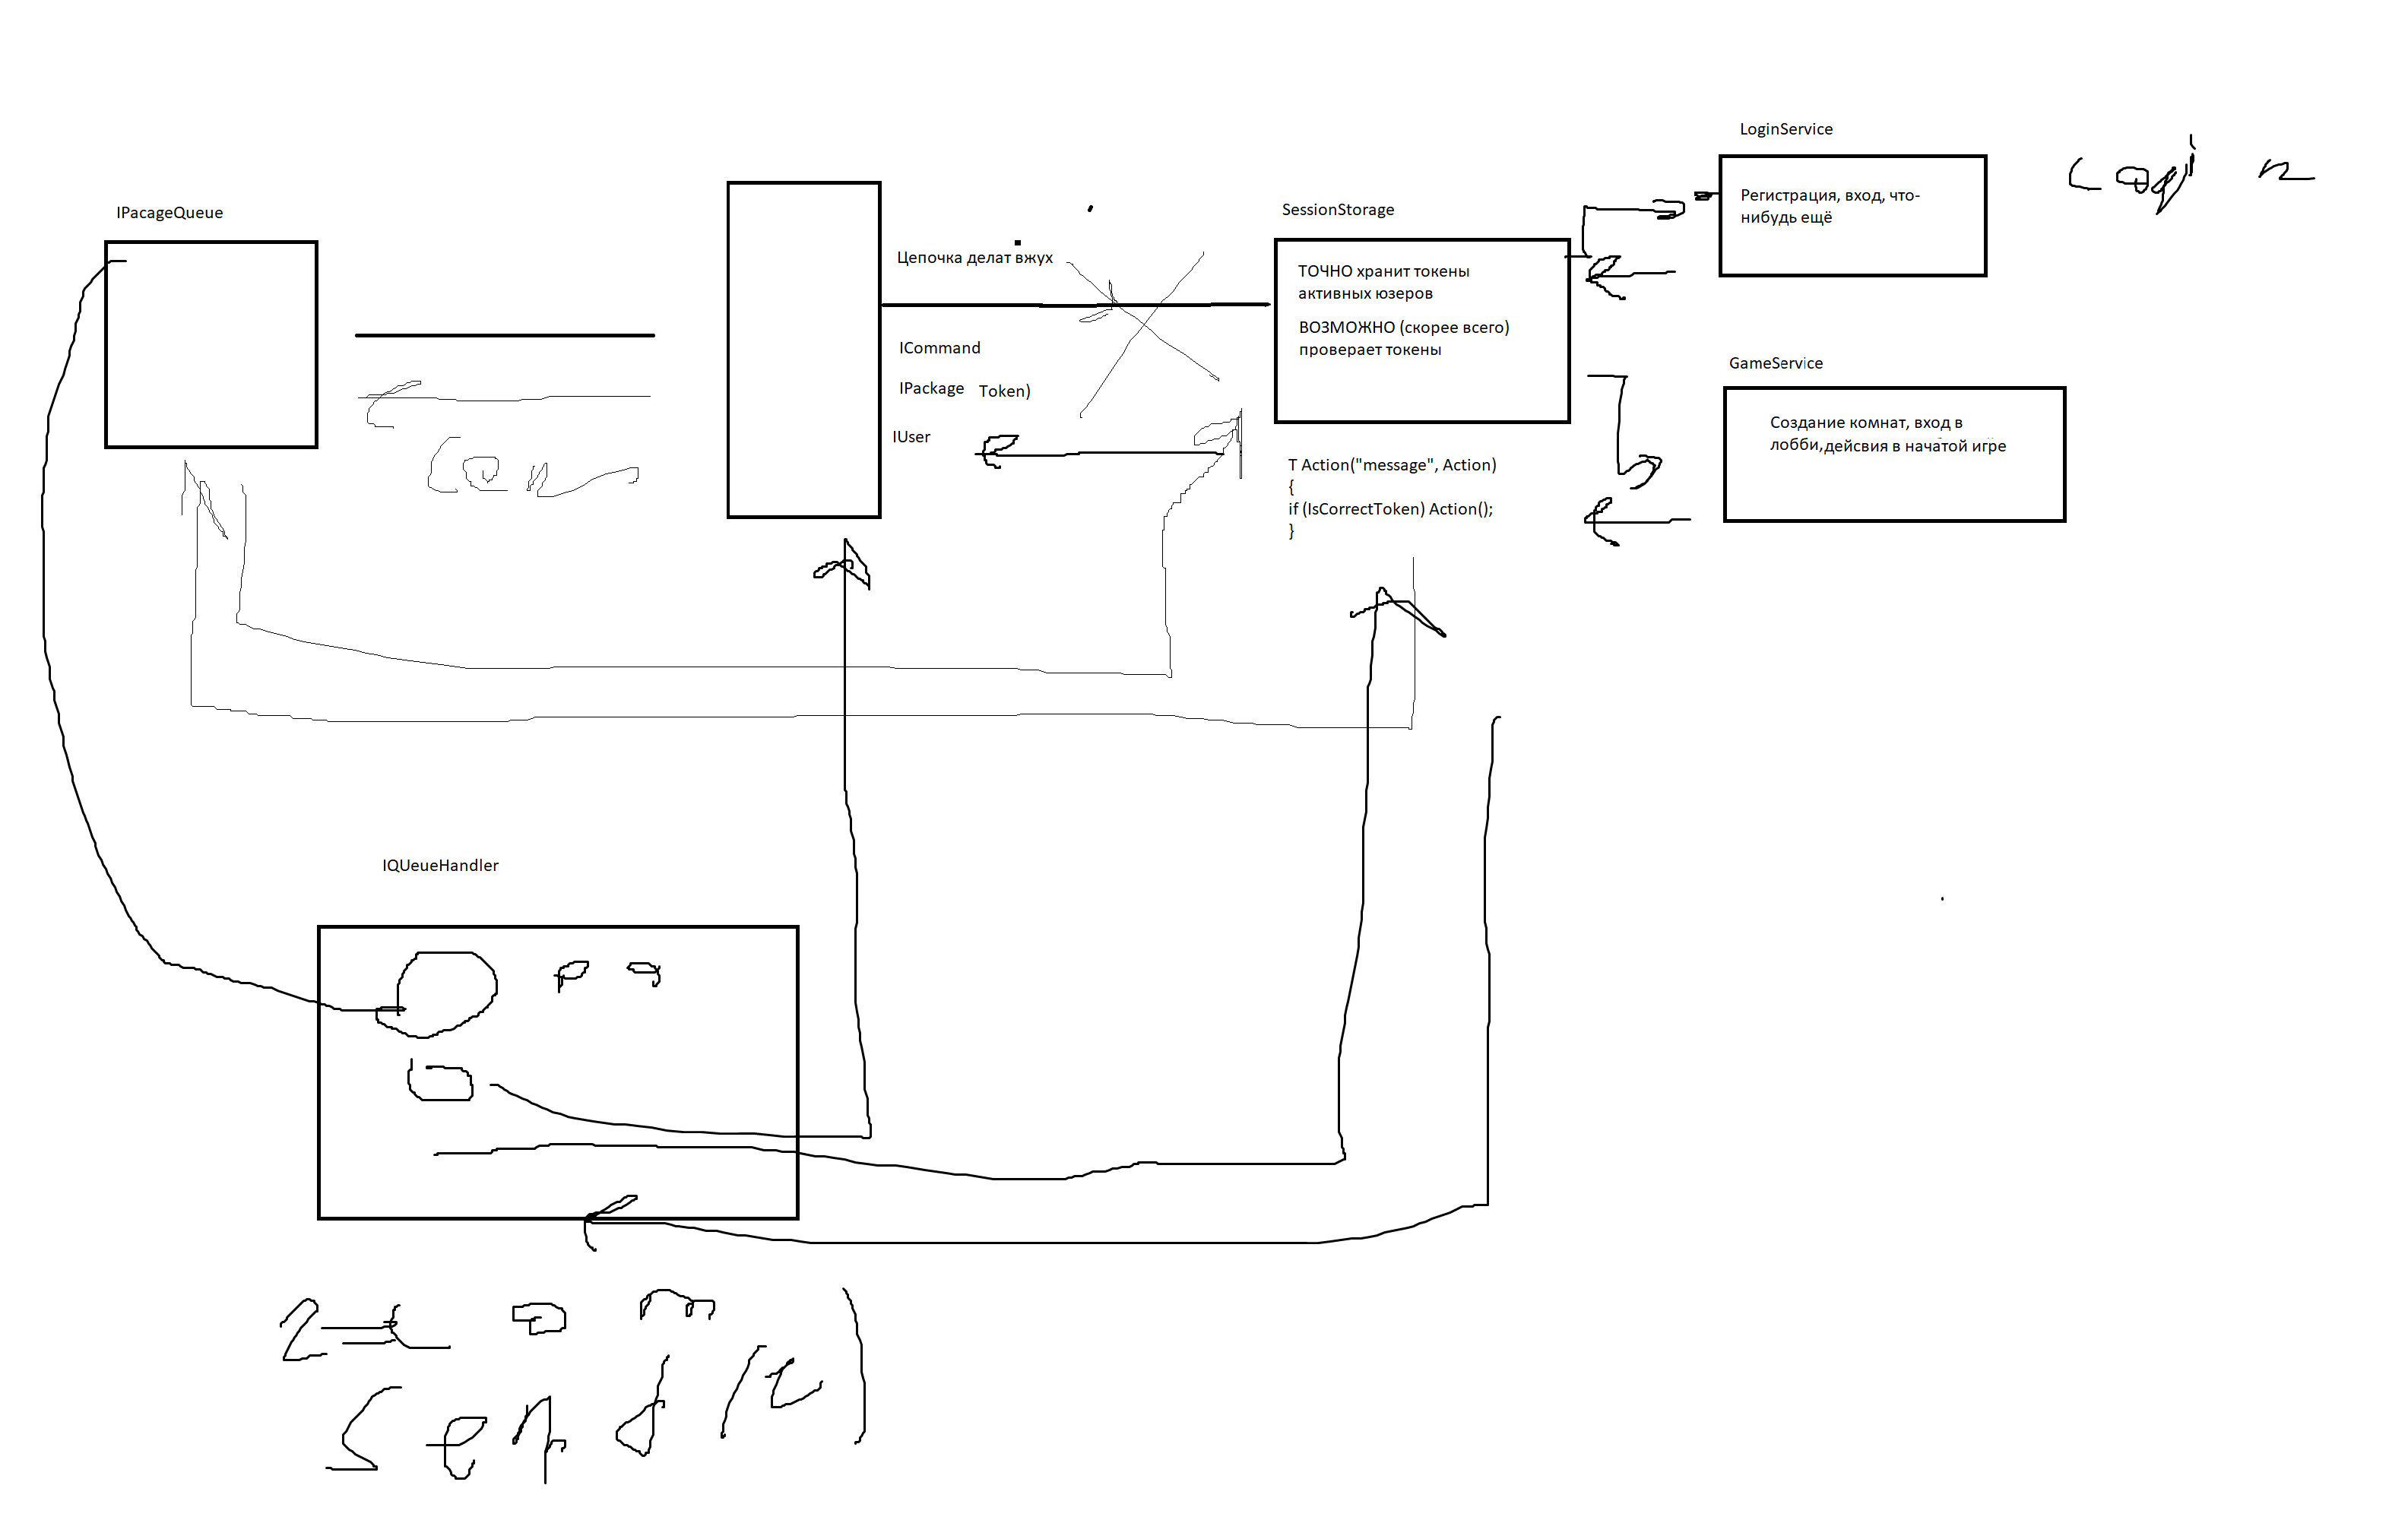 LoginService
Регистрация, вход, что-
нибудь ещё
IPacageQueue
SessionStorage
Цепочка делат вжух
ТОЧНО хранит токены
активных юзеров
ВОЗМОЖНО (скорее всего)
проверает токены
ICommand
IPackage Token)
IUser
GameService
Создание комнат, вход в
лобби,дейсвия в начатой игре
T Action("message", Action)
{
if (IsCorrectToken) Action();
}
IQUeueHandler
send